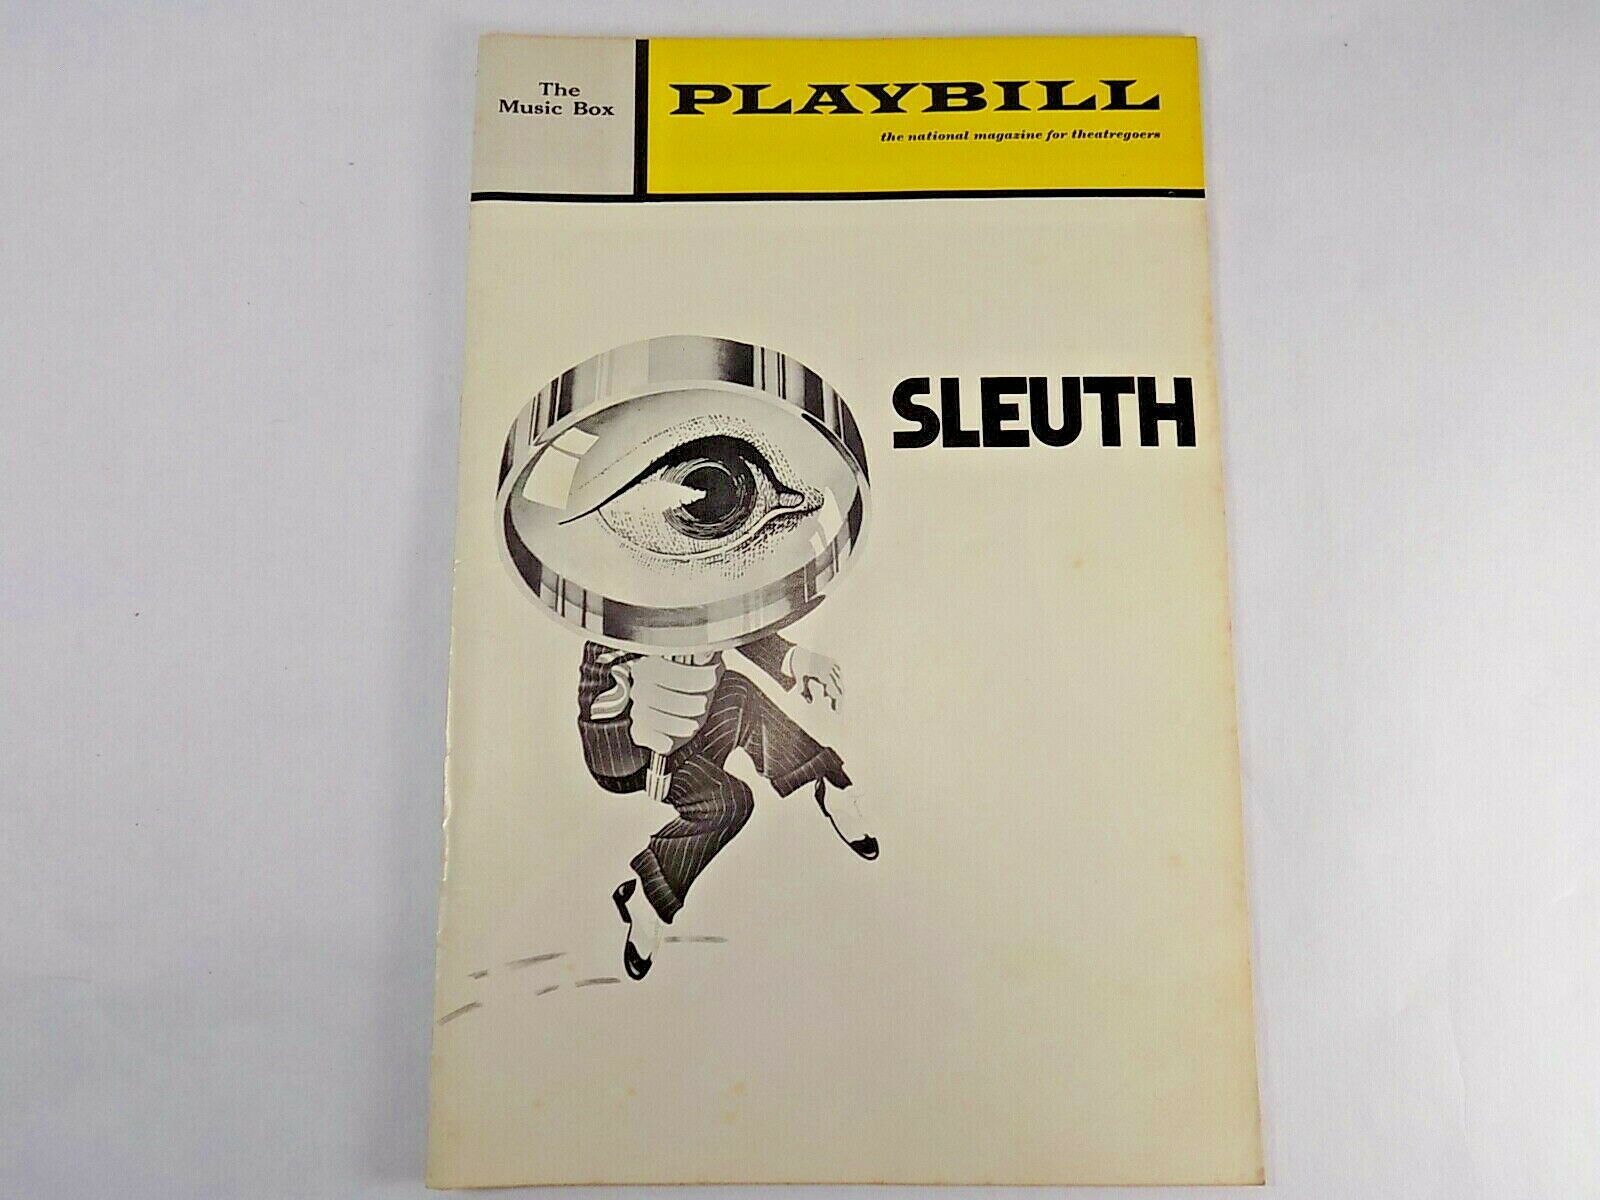 The
Music Box
PLAYBILL
the national magazine for theatregoers
SLEUTH